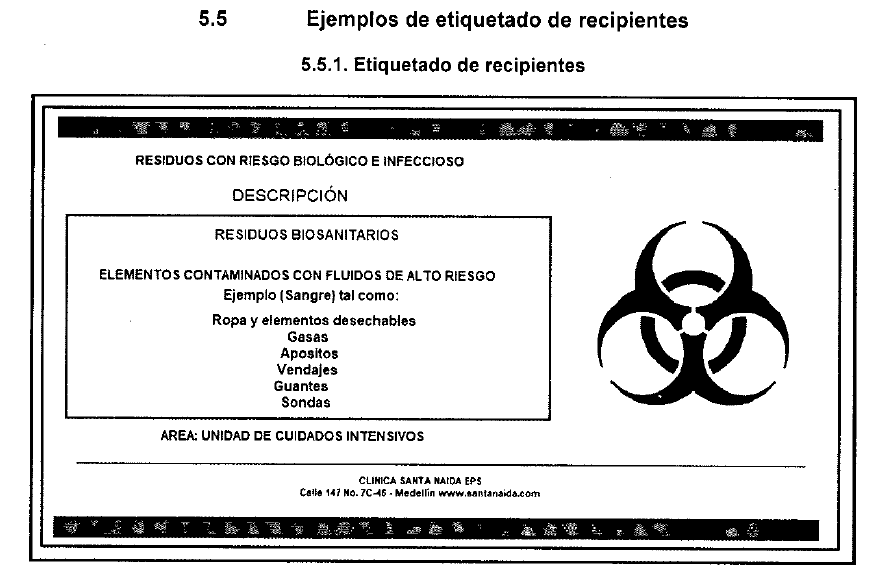 5.5 Ejemplos de etiquetado de recipientes
5.5.1. Etiquetado de recipientes
RESIDUOS CON RIESGO BIOLÓGICO E INFECCIOSO
DESCRIPCIÓN
RESIDUOS BIOSANITARIOS
ELEMENTOS CONTAMINADOS CON FLUIDOS DE ALTO RIESGO
Ejemplo (Sangre) tal como:
Ropa y elementos desechables
Gasas
Apositos
Vendajes
Guantes
Sondas
AREA: UNIDAD DE CUIDADOS INTENSIVOS
CLINICA SANTA NAIDA EPS
Calle 147 No. 7C-45 - Medellín www.santanaida.com